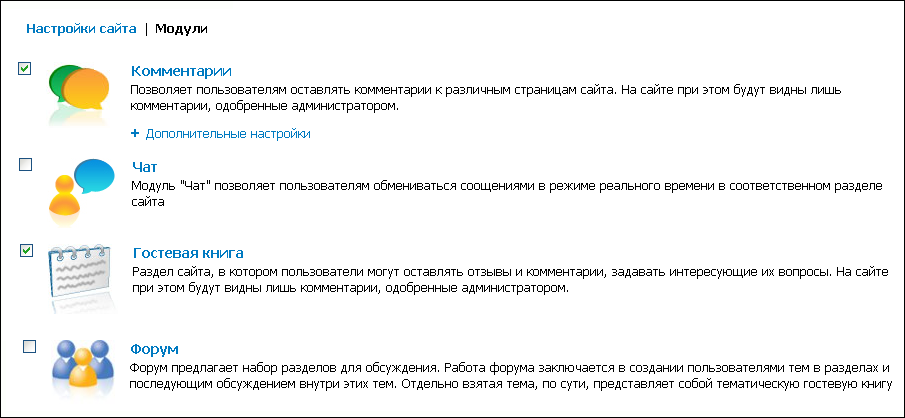 Настройки сайта | Модули
Комментарии
Позволяет пользователям оставлять комментарии к различным страницам сайта. На сайте при этом будут видны лишь
комментарии, одобренные администратором.
+ Дополнительные настройки
Чат
Модуль "Чат" позволяет пользователям обмениваться соощениями в режиме реального времени в соответственном разделе
сайта
Гостевая книга
Раздел сайта, в котором пользователи могут оставлять отзывы и комментарии, задавать интересующие их вопросы. На сайте
при этом будут видны лишь комментарии, одобренные администратором.
Форум
Форум предлагает набор разделов для обсуждения. Работа форума заключается в создании пользователями тем в разделах и
последующим обсуждением внутри этих тем. Отдельно взятая тема, по сути, представляет собой тематическую гостевую книгу